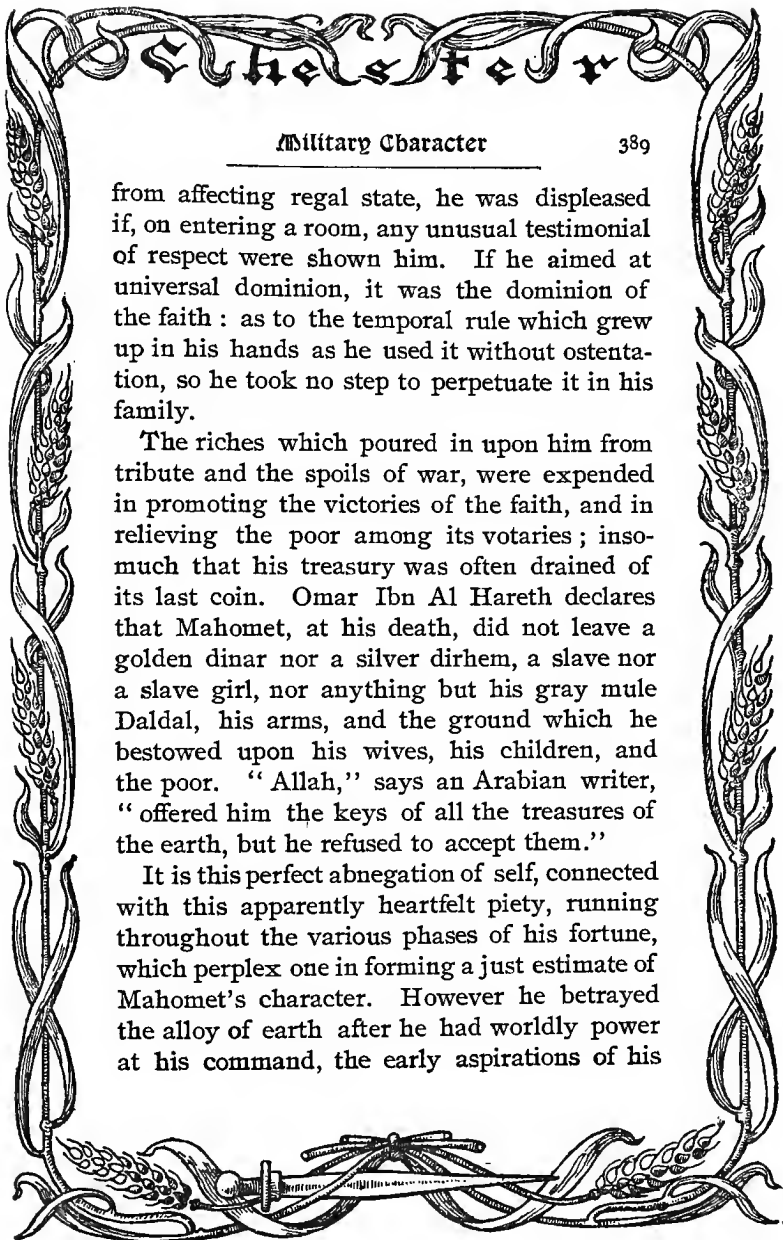 Chester
Military Character 389
from affecting regal state, he was displeased
if, on entering a room, any unusual testimonial
of respect were shown him. If he aimed at
universal dominion, it was the dominion of
the faith : as to the temporal rule which grew
up in his hands as he used it without ostenta-
tion, so he took no step to perpetuate it in his
family.
The riches which poured in upon him from
tribute and the spoils of war, were expended
in promoting the victories of the faith, and in
relieving the poor among its votaries ; inso-
much that his treasury was often drained of
its last coin. Omar Ibn Al Hareth declares
that Mahomet, at his death, did not leave a
golden dinar nor a silver dirhem, a slave nor
a slave girl, nor anything but his gray mule
Daldal, his arms, and the ground which he
bestowed upon his wives, his children, and
the poor. “ Allah,” says an Arabian writer,
“ offered him the keys of all the treasures of
the earth, but he refused to accept them.”
It is this perfect abnegation of self, connected
with this apparently heartfelt piety, running
throughout the various phases of his fortune,
which perplex one in forming a just estimate of
Mahomet's character. However he betrayed
the alloy of earth after he had worldly power
at his command, the early aspirations of his